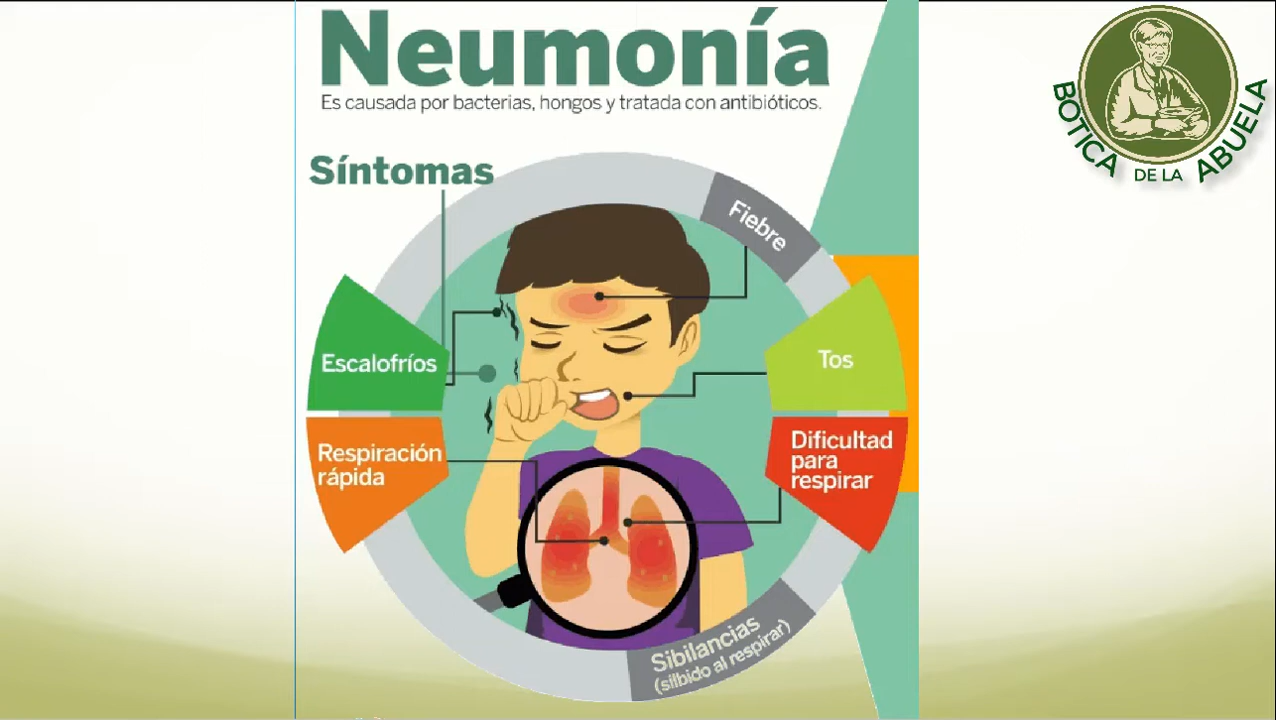 Neumonía
Es causada por bacterias, hongos y tratada con antibióticos.
BOTICA
DE LA
ABUELA
Síntomas
Fiebre
Escalofríos
Tos
Respiración
rápida
Dificultad
para
respirar
Sibilancias
(silbido al respirar)